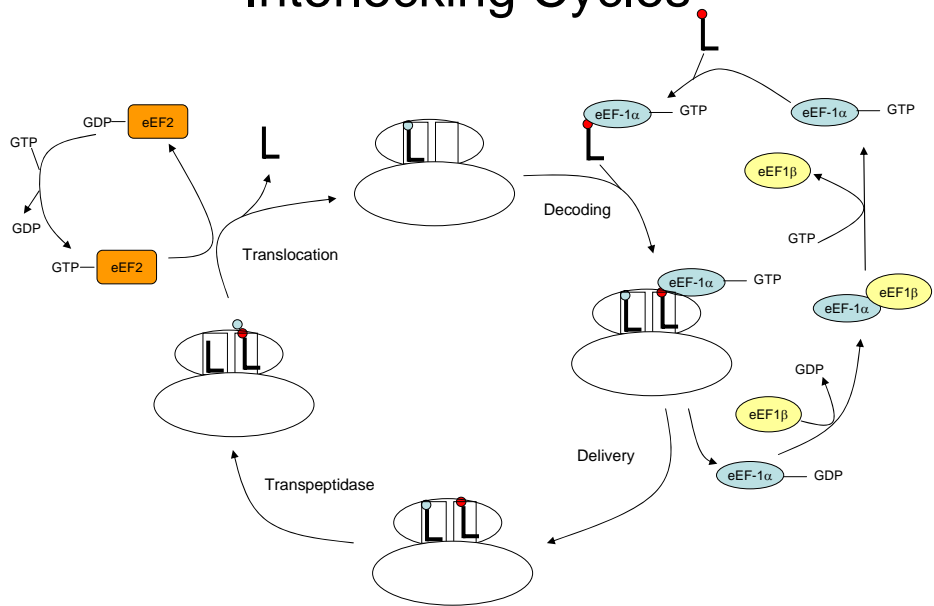 Interlocking Cycles
GDP
eEF2
GTP
GDP
GTP
eEF2
Translocation
eEF-1α
GTP
eEF-1α
GTP
Decoding
eEF1β
GTP
eEF-1α
GTP
eEF-1α
eEF1β
GDP
eEF1β
eEF-1α
GDP
Delivery
Transpeptidase